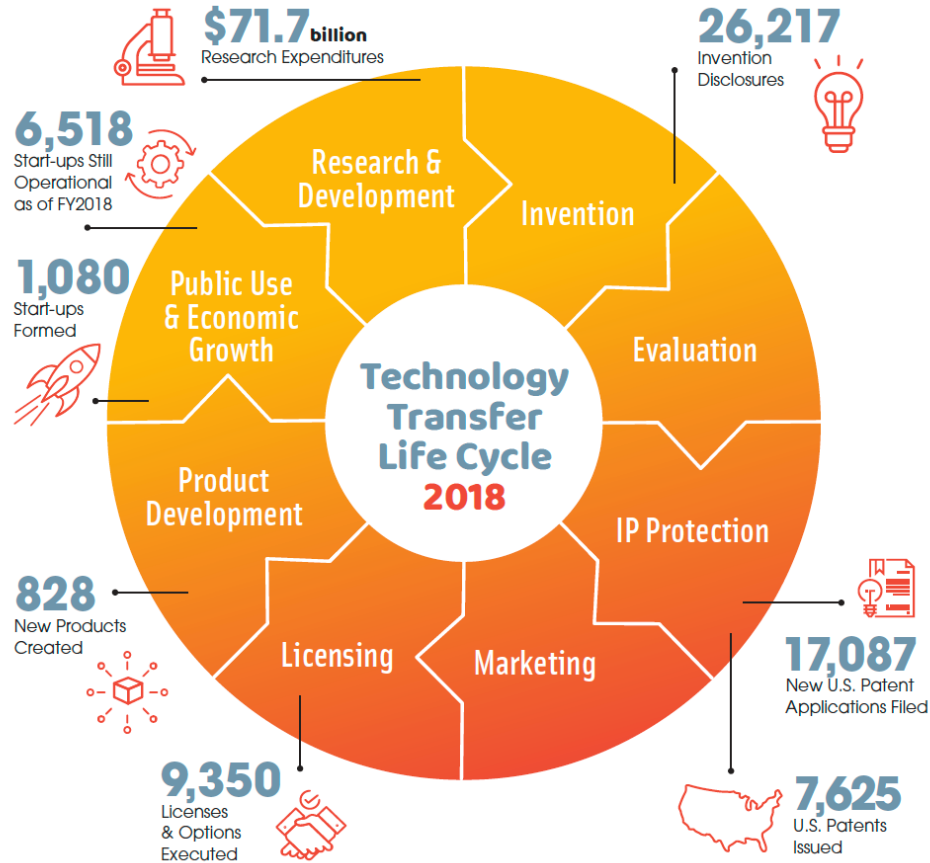 $71.7 billion
Research Expenditures
26,217
Invention
Disclosures
6,518
Start-ups Still
Operational
as of FY2018
1,080
Start-ups
Formed
828
New Products
Created
9,350
Licenses
& Options
Executed
7,625
U.S. Patents
Issued
17,087
New U.S. Patent
Applications Filed
Research &
Development
Invention
Evaluation
IP Protection
Marketing
Licensing
Product
Development
Public Use
& Economic
Growth
Technology
Transfer
Life Cycle
2018